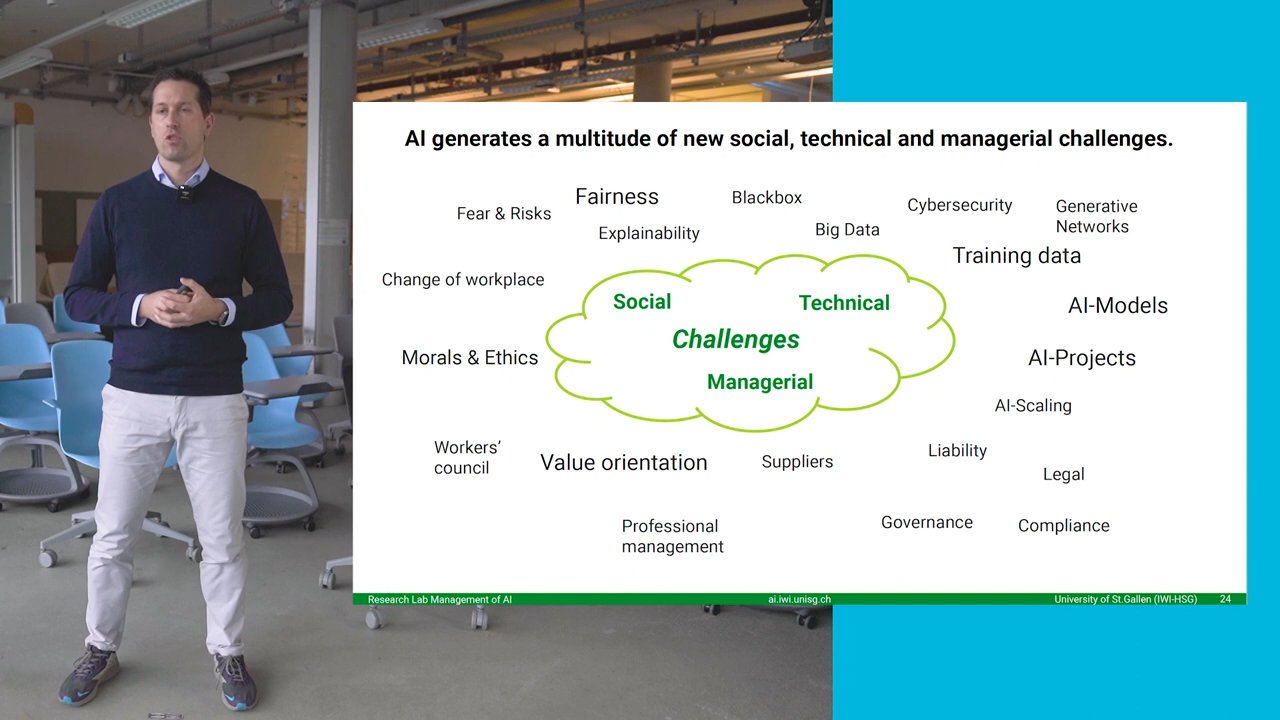 AI generates a multitude of new social, technical and managerial challenges.
Fear & Risks
Fairness
Blackbox
Cybersecurity
Generative
Networks
Explainability
Big Data
Training data
Change of workplace
Social
Technical
AI-Models
Challenges
Morals & Ethics
AI-Projects
Managerial
AI-Scaling
Workers’
council
Value orientation
Suppliers
Liability
Legal
Professional
management
Governance
Compliance
Research Lab Management of AI
ai.iwi.unisg.ch
University of St.Gallen (IWI-HSG)
24